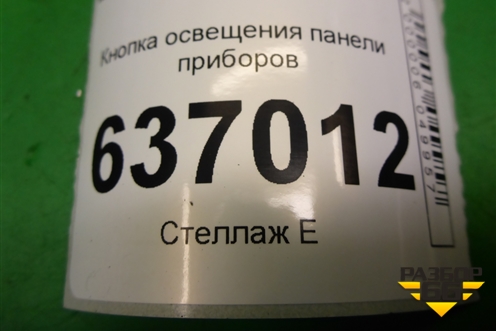 Кнопка освещения панели
приборов
637012
Стеллаж Е
РАЗБОР